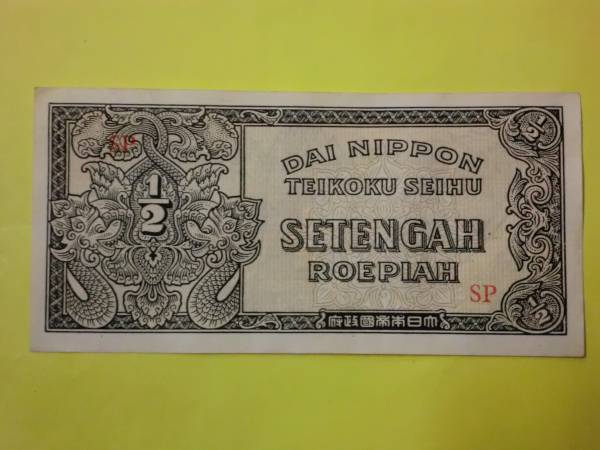 SP
1/2
DAI NIPPON
TEIKOKU SEIHU
SETENGAH
ROEPIAH
SP
大日本帝國政府
1/2
1/2